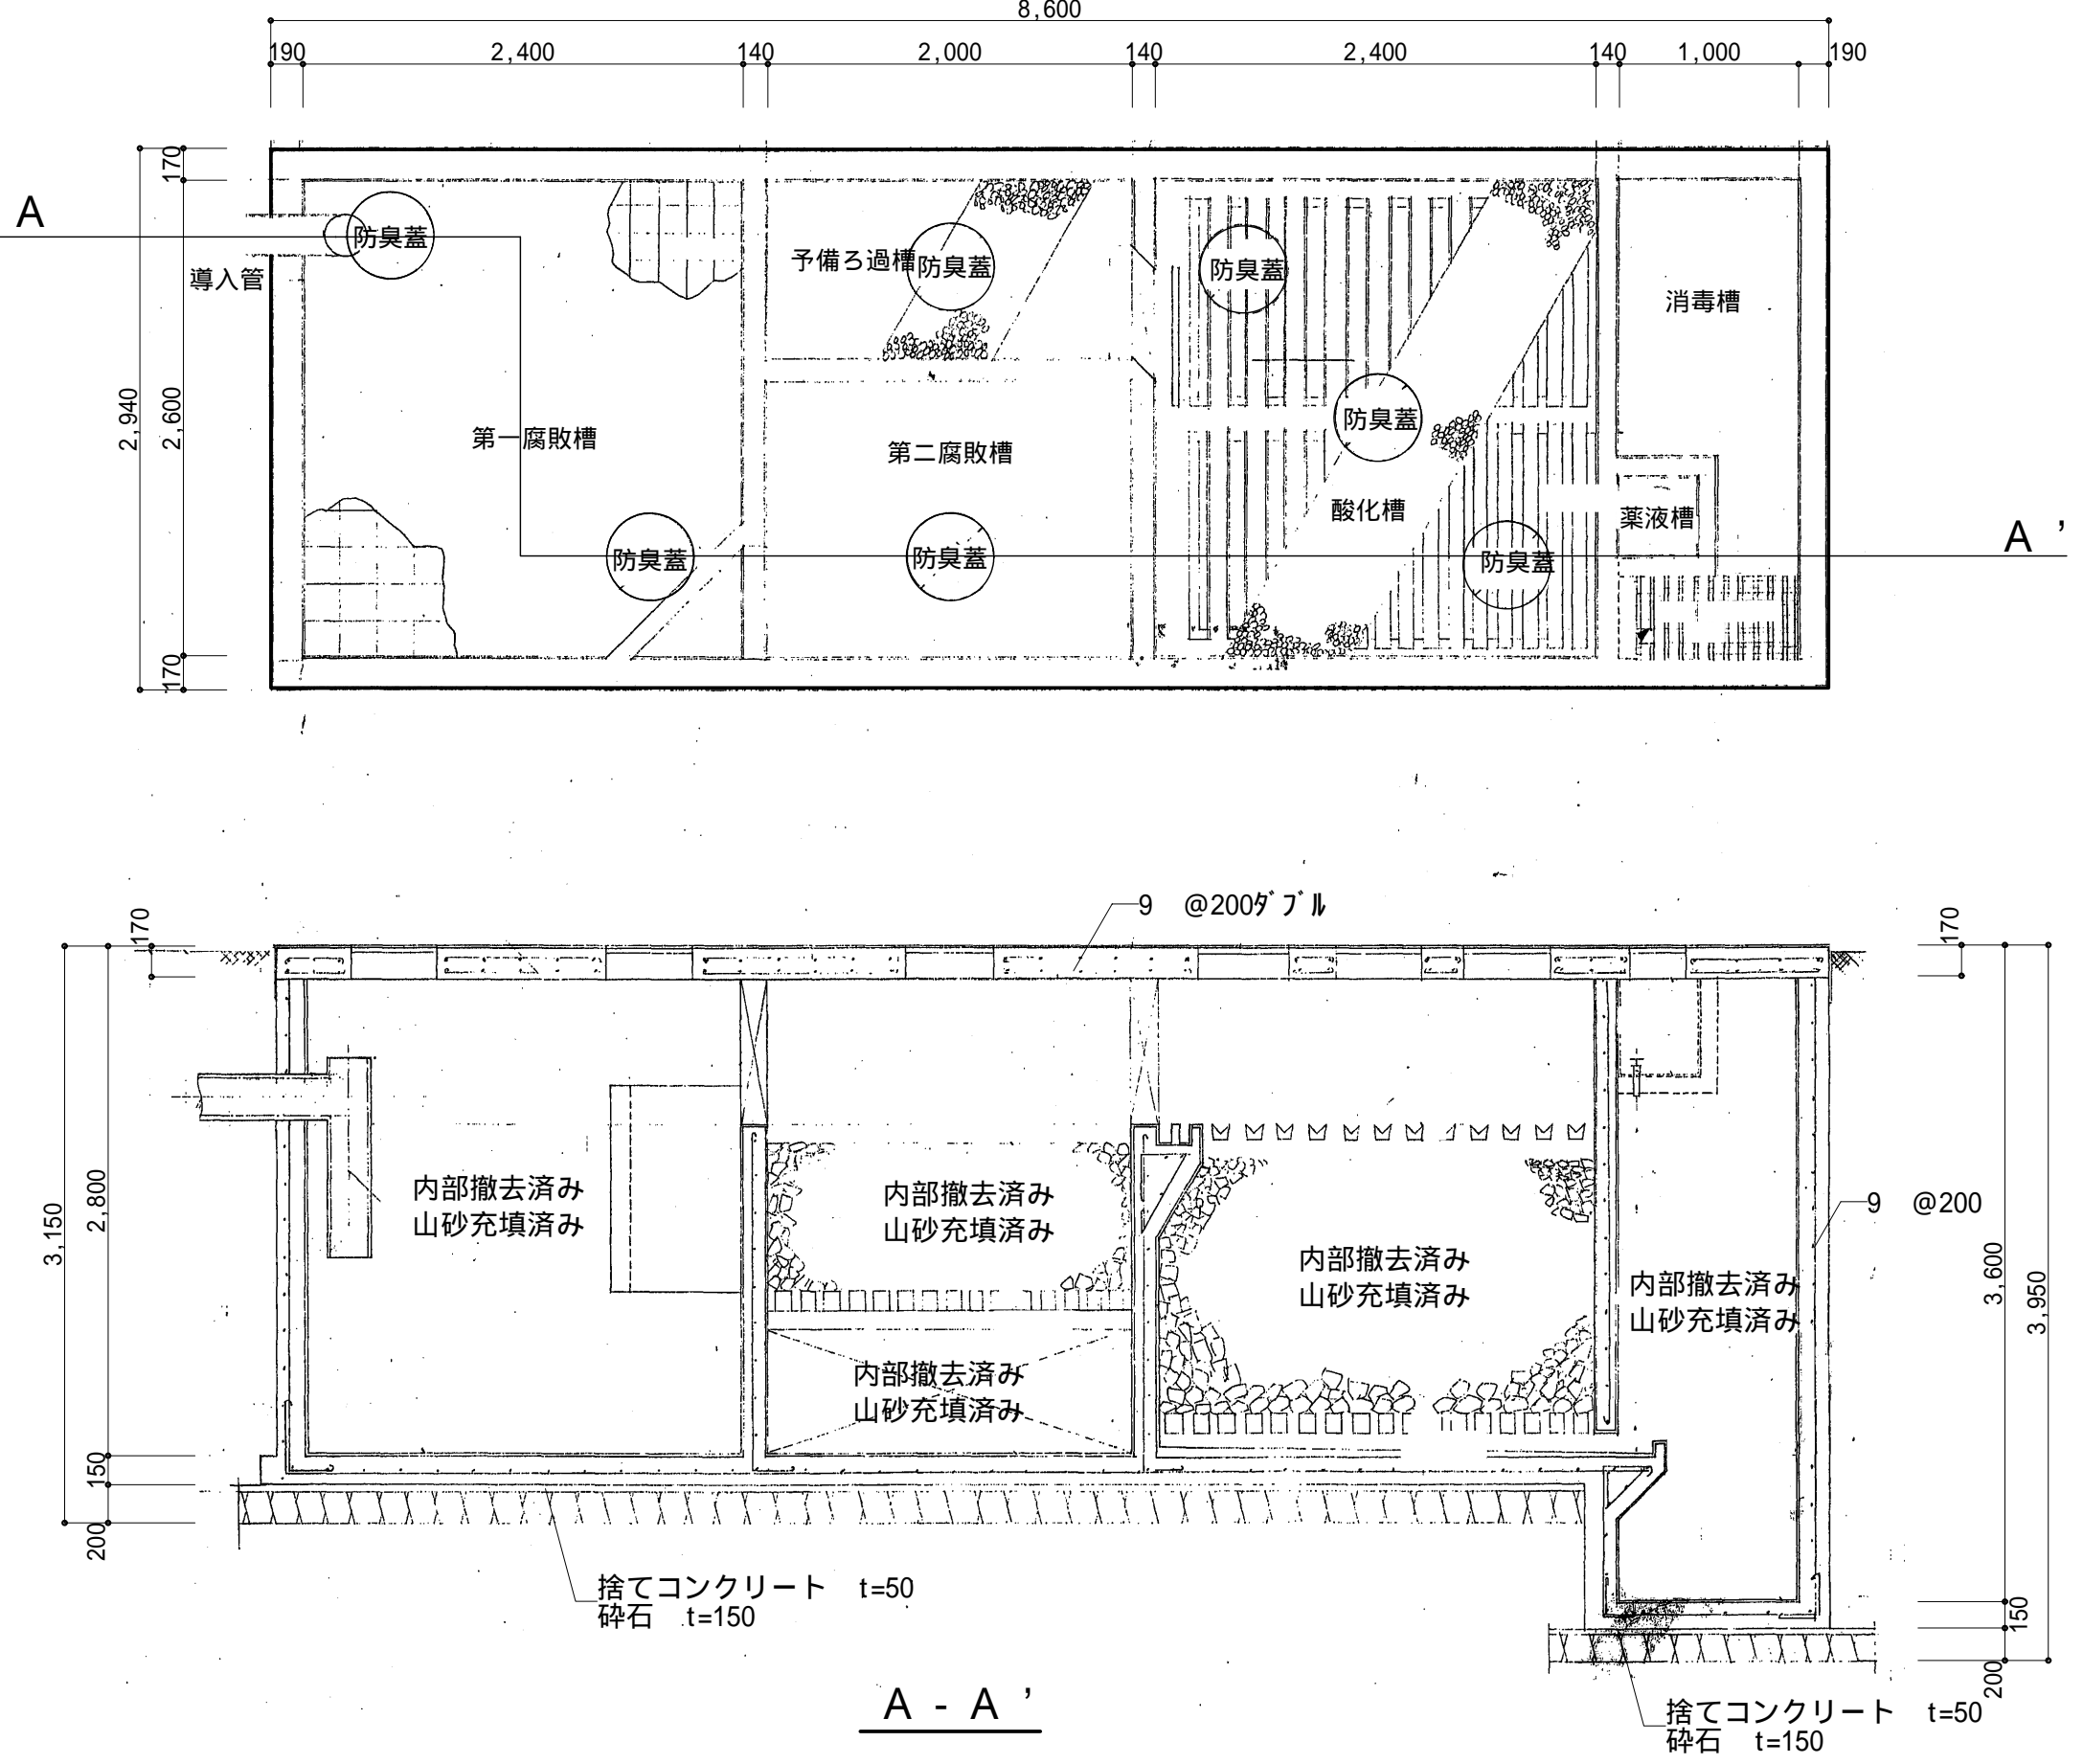 8,600
190
2,400
140
2,000
140
2,400
140
1,000
190
170
2,940
2,600
170
A
導入管
防臭蓋
予備ろ過槽
防臭蓋
防臭蓋
消毒槽
防臭蓋
第一腐敗槽
第二腐敗槽
酸化槽
薬液槽
A '
防臭蓋
防臭蓋
防臭蓋
9 @200ダブル
170
170
内部撤去済み
山砂充填済み
内部撤去済み
山砂充填済み
内部撤去済み
山砂充填済み
内部撤去済み
山砂充填済み
内部撤去済み
山砂充填済み
9 @200
3,150
2,800
150
200
3,600
3,950
150
200
捨てコンクリート t=50
砕石 t=150
捨てコンクリート t=50
砕石 t=150
A - A '